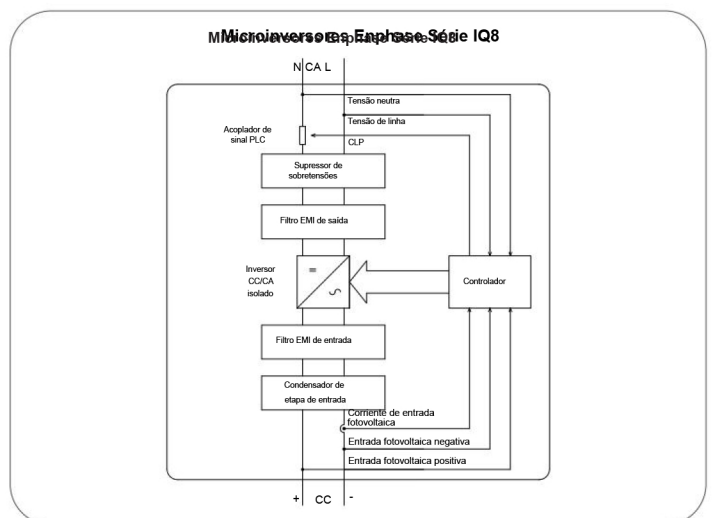 Microinversores Enphase Série IQ8
N CA L
Tensão neutra
Tensão de linha
Acoplador de
sinal PLC
CLP
Supressor de
sobretensões
Filtro EMI de saída
Inversor
CC/CA
isolado
=
∽
Controlador
Filtro EMI de entrada
Condensador de
etapa de entrada
Corriente de entrada
fotovoltaica
Entrada fotovoltaica negativa
Entrada fotovoltaica positiva
+ CC -